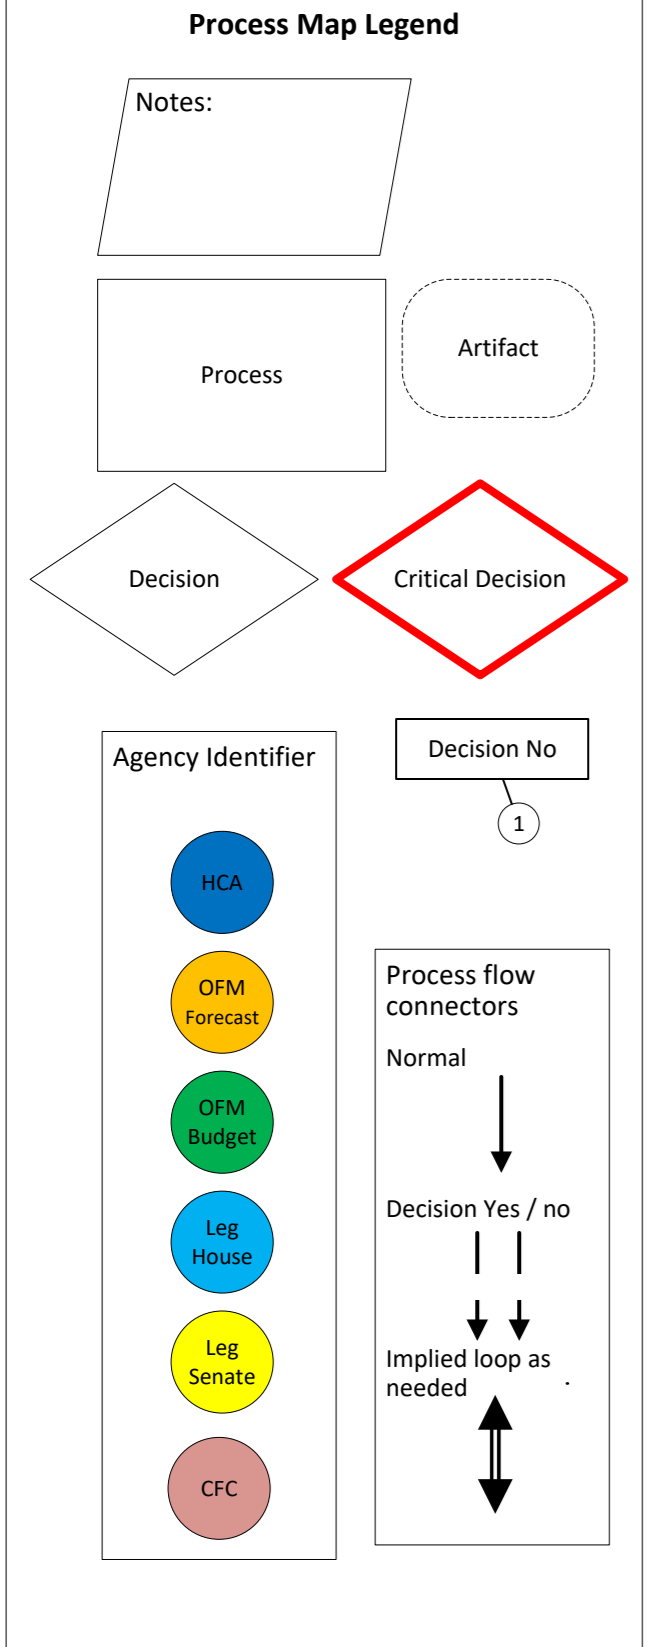 Process Map Legend
Notes:
Process
Artifact
Decision
Critical Decision
Agency Identifier
HCA
OFM
Forecast
OFM
Budget
Leg
House
Leg
Senate
CFC
Decision No
1
Process flow
connectors
Normal
Decision Yes / no
Implied loop as
needed .